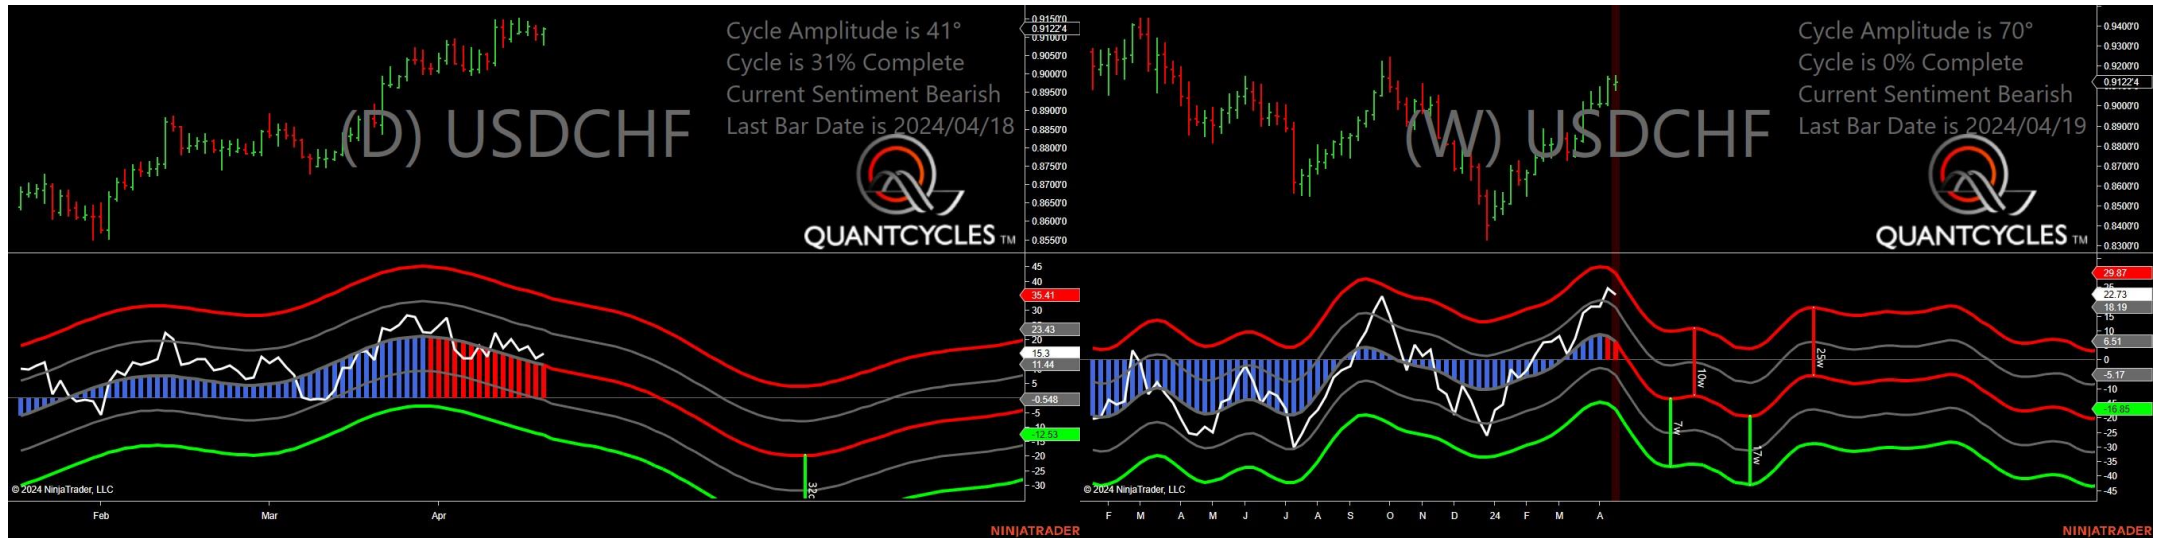 Cycle Amplitude is 41°
Cycle is 31% Complete
Current Sentiment Bearish
Last Bar Date is 2024/04/18
(D) USDCHF
QUANTCYCLES TM
0.9150'0
0.9122'4
0.9100'0
0.9050'0
0.9000'0
0.8950'0
0.8900'0
0.8850'0
0.8800'0
0.8750'0
0.8700'0
0.8650'0
0.8600'0
0.8550'0
45
40
35.41
30
23.43
20
15.3
11.44
5
-0.548
-5
-12.53
-15
-20
-25
-30
© 2024 NinjaTrader, LLC
Feb
Mar
Apr
NINJATRADER
Cycle Amplitude is 70°
Cycle is 0% Complete
Current Sentiment Bearish
Last Bar Date is 2024/04/19
(W) USDCHF
QUANTCYCLES TM
0.9400'0
0.9300'0
0.9200'0
0.9122'4
0.9000'0
0.8900'0
0.8800'0
0.8700'0
0.8600'0
0.8500'0
0.8400'0
0.8300'0
29.87
22.73
18.19
15
10
6.51
0
-5.17
-10
-16.85
-20
-25
-30
-35
-45
7w
10w
17w
25w
© 2024 NinjaTrader, LLC
F M A M J J A S O N D 24 F M A
NINJATRADER